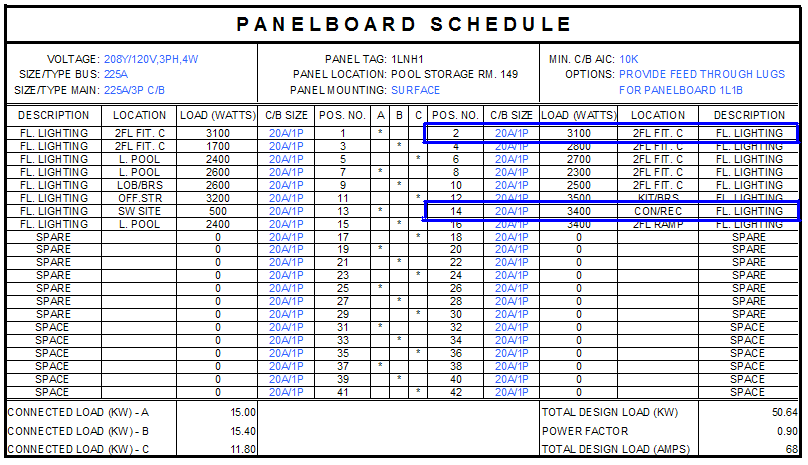 PANELBOARD SCHEDULE
VOLTAGE: 208Y/120V,3PH,4W PANEL TAG: 1LNH1 MIN. C/B AIC: 10K
SIZE/TYPE BUS: 225A PANEL LOCATION: POOL STORAGE RM. 149 OPTIONS: PROVIDE FEED THROUGH LUGS
SIZE/TYPE MAIN: 225A/3P C/B PANEL MOUNTING: SURFACE FOR PANELBOARD 1L1B
DESCRIPTION LOCATION LOAD (WATTS) C/B SIZE POS. NO. A B C POS. NO. C/B SIZE LOAD (WATTS) LOCATION DESCRIPTION
FL. LIGHTING 2FL FIT. C 3100 20A/1P 1 * 2 20A/1P 3100 2FL FIT. C FL. LIGHTING
FL. LIGHTING 2FL FIT. C 1700 20A/1P 3 * 4 20A/1P 2800 2FL FIT. C FL. LIGHTING
FL. LIGHTING L. POOL 2400 20A/1P 5 * 6 20A/1P 2700 2FL FIT. C FL. LIGHTING
FL. LIGHTING L. POOL 2600 20A/1P 7 * 8 20A/1P 2300 2FL FIT. C FL. LIGHTING
FL. LIGHTING LOB/BRS 2600 20A/1P 9 * 10 20A/1P 2500 2FL FIT. C FL. LIGHTING
FL. LIGHTING OFF.STR 3200 20A/1P 11 * 12 20A/1P 3500 KIT/BRS FL. LIGHTING
FL. LIGHTING SW SITE 500 20A/1P 13 * 14 20A/1P 3400 CON/REC FL. LIGHTING
FL. LIGHTING L. POOL 2400 20A/1P 15 * 16 20A/1P 3400 2FL RAMP FL. LIGHTING
SPARE 0 20A/1P 17 * 18 20A/1P 0 SPARE
SPARE 0 20A/1P 19 * 20 20A/1P 0 SPARE
SPARE 0 20A/1P 21 * 22 20A/1P 0 SPARE
SPARE 0 20A/1P 23 * 24 20A/1P 0 SPARE
SPARE 0 20A/1P 25 * 26 20A/1P 0 SPARE
SPARE 0 20A/1P 27 * 28 20A/1P 0 SPARE
SPARE 0 20A/1P 29 * 30 20A/1P 0 SPARE
SPACE 0 20A/1P 31 * 32 20A/1P 0 SPACE
SPACE 0 20A/1P 33 * 34 20A/1P 0 SPACE
SPACE 0 20A/1P 35 * 36 20A/1P 0 SPACE
SPACE 0 20A/1P 37 * 38 20A/1P 0 SPACE
SPACE 0 20A/1P 39 * 40 20A/1P 0 SPACE
SPACE 0 20A/1P 41 * 42 20A/1P 0 SPACE
CONNECTED LOAD (KW) - A 15.00 TOTAL DESIGN LOAD (KW) 50.64
CONNECTED LOAD (KW) - B 15.40 POWER FACTOR 0.90
CONNECTED LOAD (KW) - C 11.80 TOTAL DESIGN LOAD (AMPS) 68